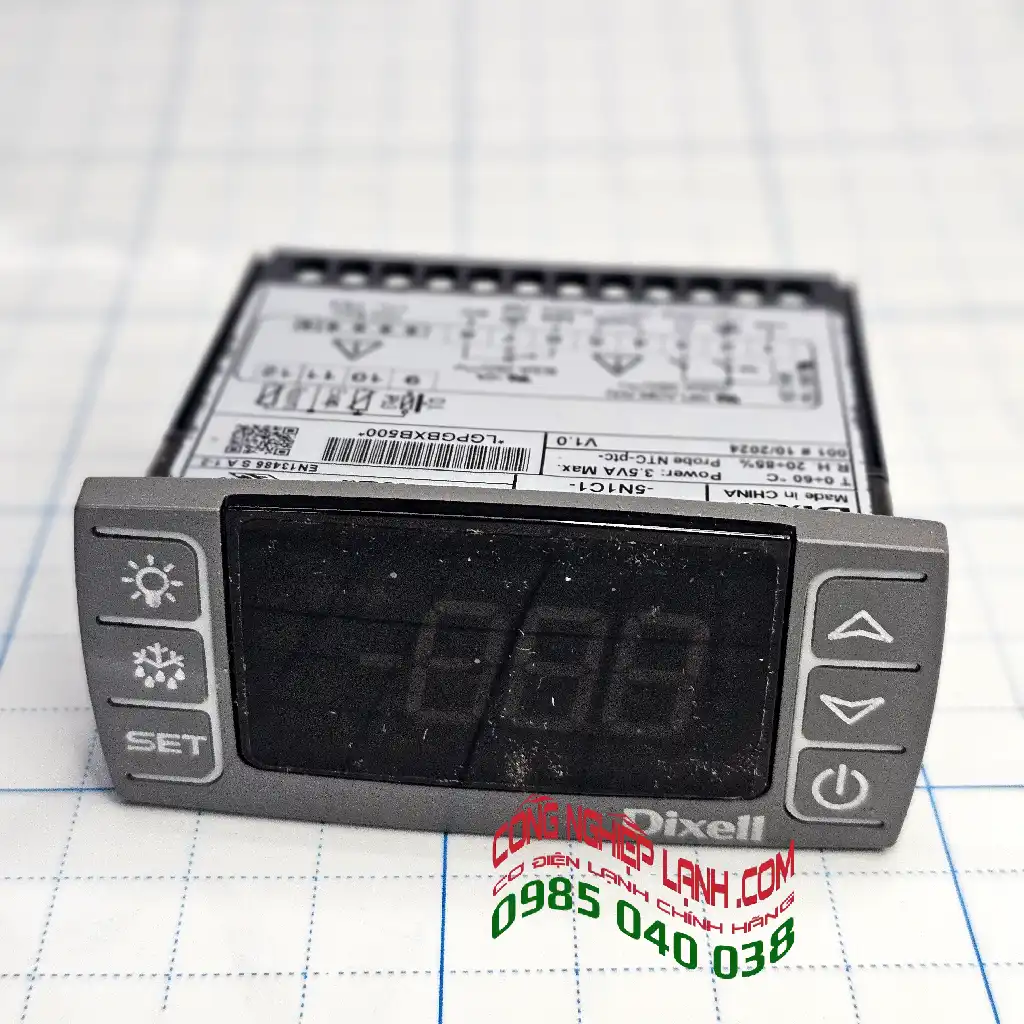 9 10 11 12
*LGPGBXB500*
V1.0
001 # 10/2024
EN13485 S A 1-2
Power: 3.5VA Max.
Probe NTC-ptc-
R H 20÷85%
T 0÷60 °C
-5N1C1-
Made in CHINA
SET
Dixell
CÔNG NGHIỆP LẠNH.COM
CƠ ĐIỆN LẠNH CHÍNH HÃNG
0985 040 038